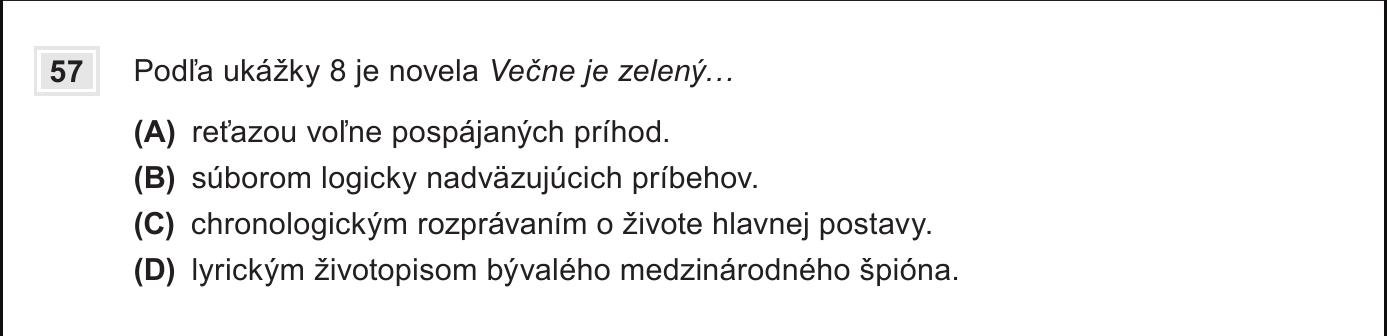 57 Podľa ukážky 8 je novela Večne je zelený…
(A) reťazou voľne pospájaných príhod.
(B) súborom logicky nadväzujúcich príbehov.
(C) chronologickým rozprávaním o živote hlavnej postavy.
(D) lyrickým životopisom bývalého medzinárodného špióna.